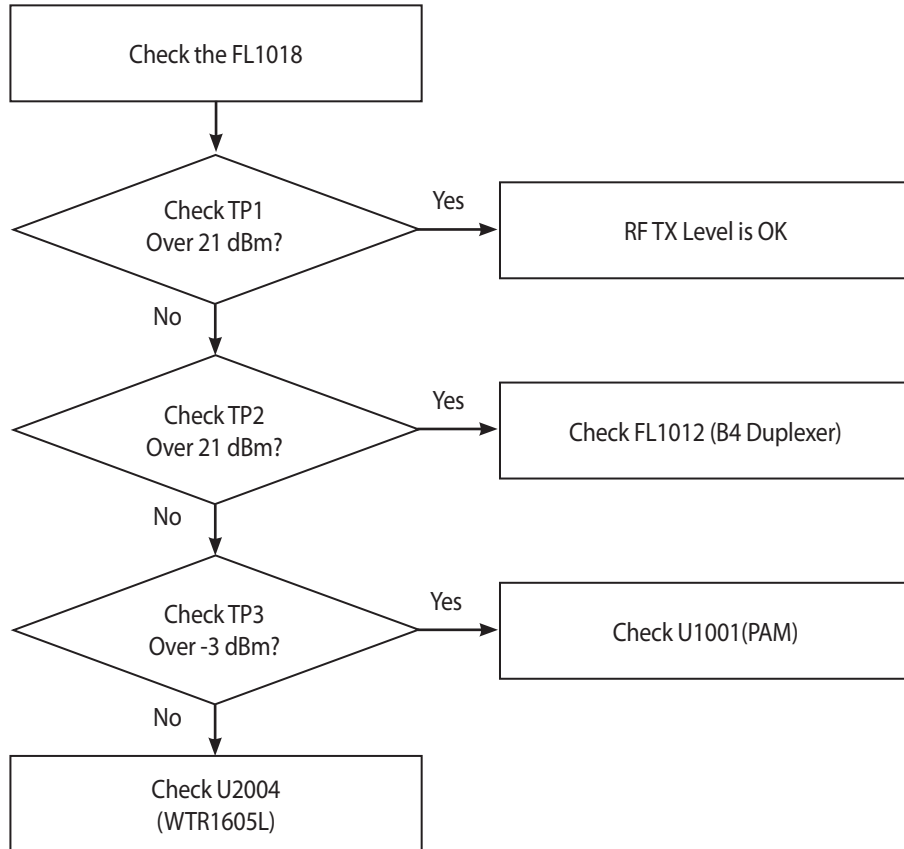 Check the FL1018
Check TP1
Over 21 dBm?
Yes
RF TX Level is OK
No
Check TP2
Over 21 dBm?
Yes
Check FL1012 (B4 Duplexer)
No
Check TP3
Over -3 dBm?
Yes
Check U1001(PAM)
No
Check U2004
(WTR1605L)